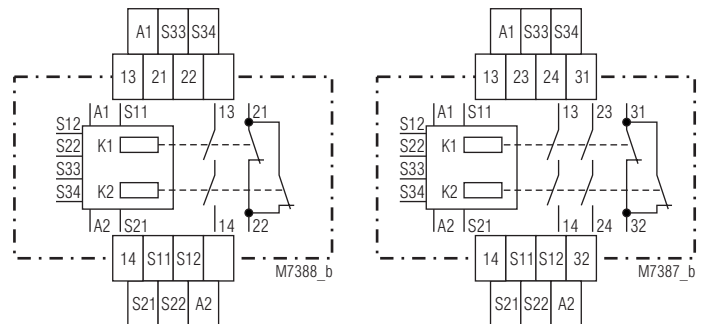 A1 S33 S34
13 21 22
A1 S11 13 21
S12
S22 K1
S33
S34 K2
A2 S21 14 22
14 S11 S12
M7388_b
S21 S22 A2
A1 S33 S34
13 23 24 31
A1 S11 13 23 31
S12
S22 K1
S33
S34 K2
A2 S21 14 24 32
14 S11 S12 32
M7387_b
S21 S22 A2